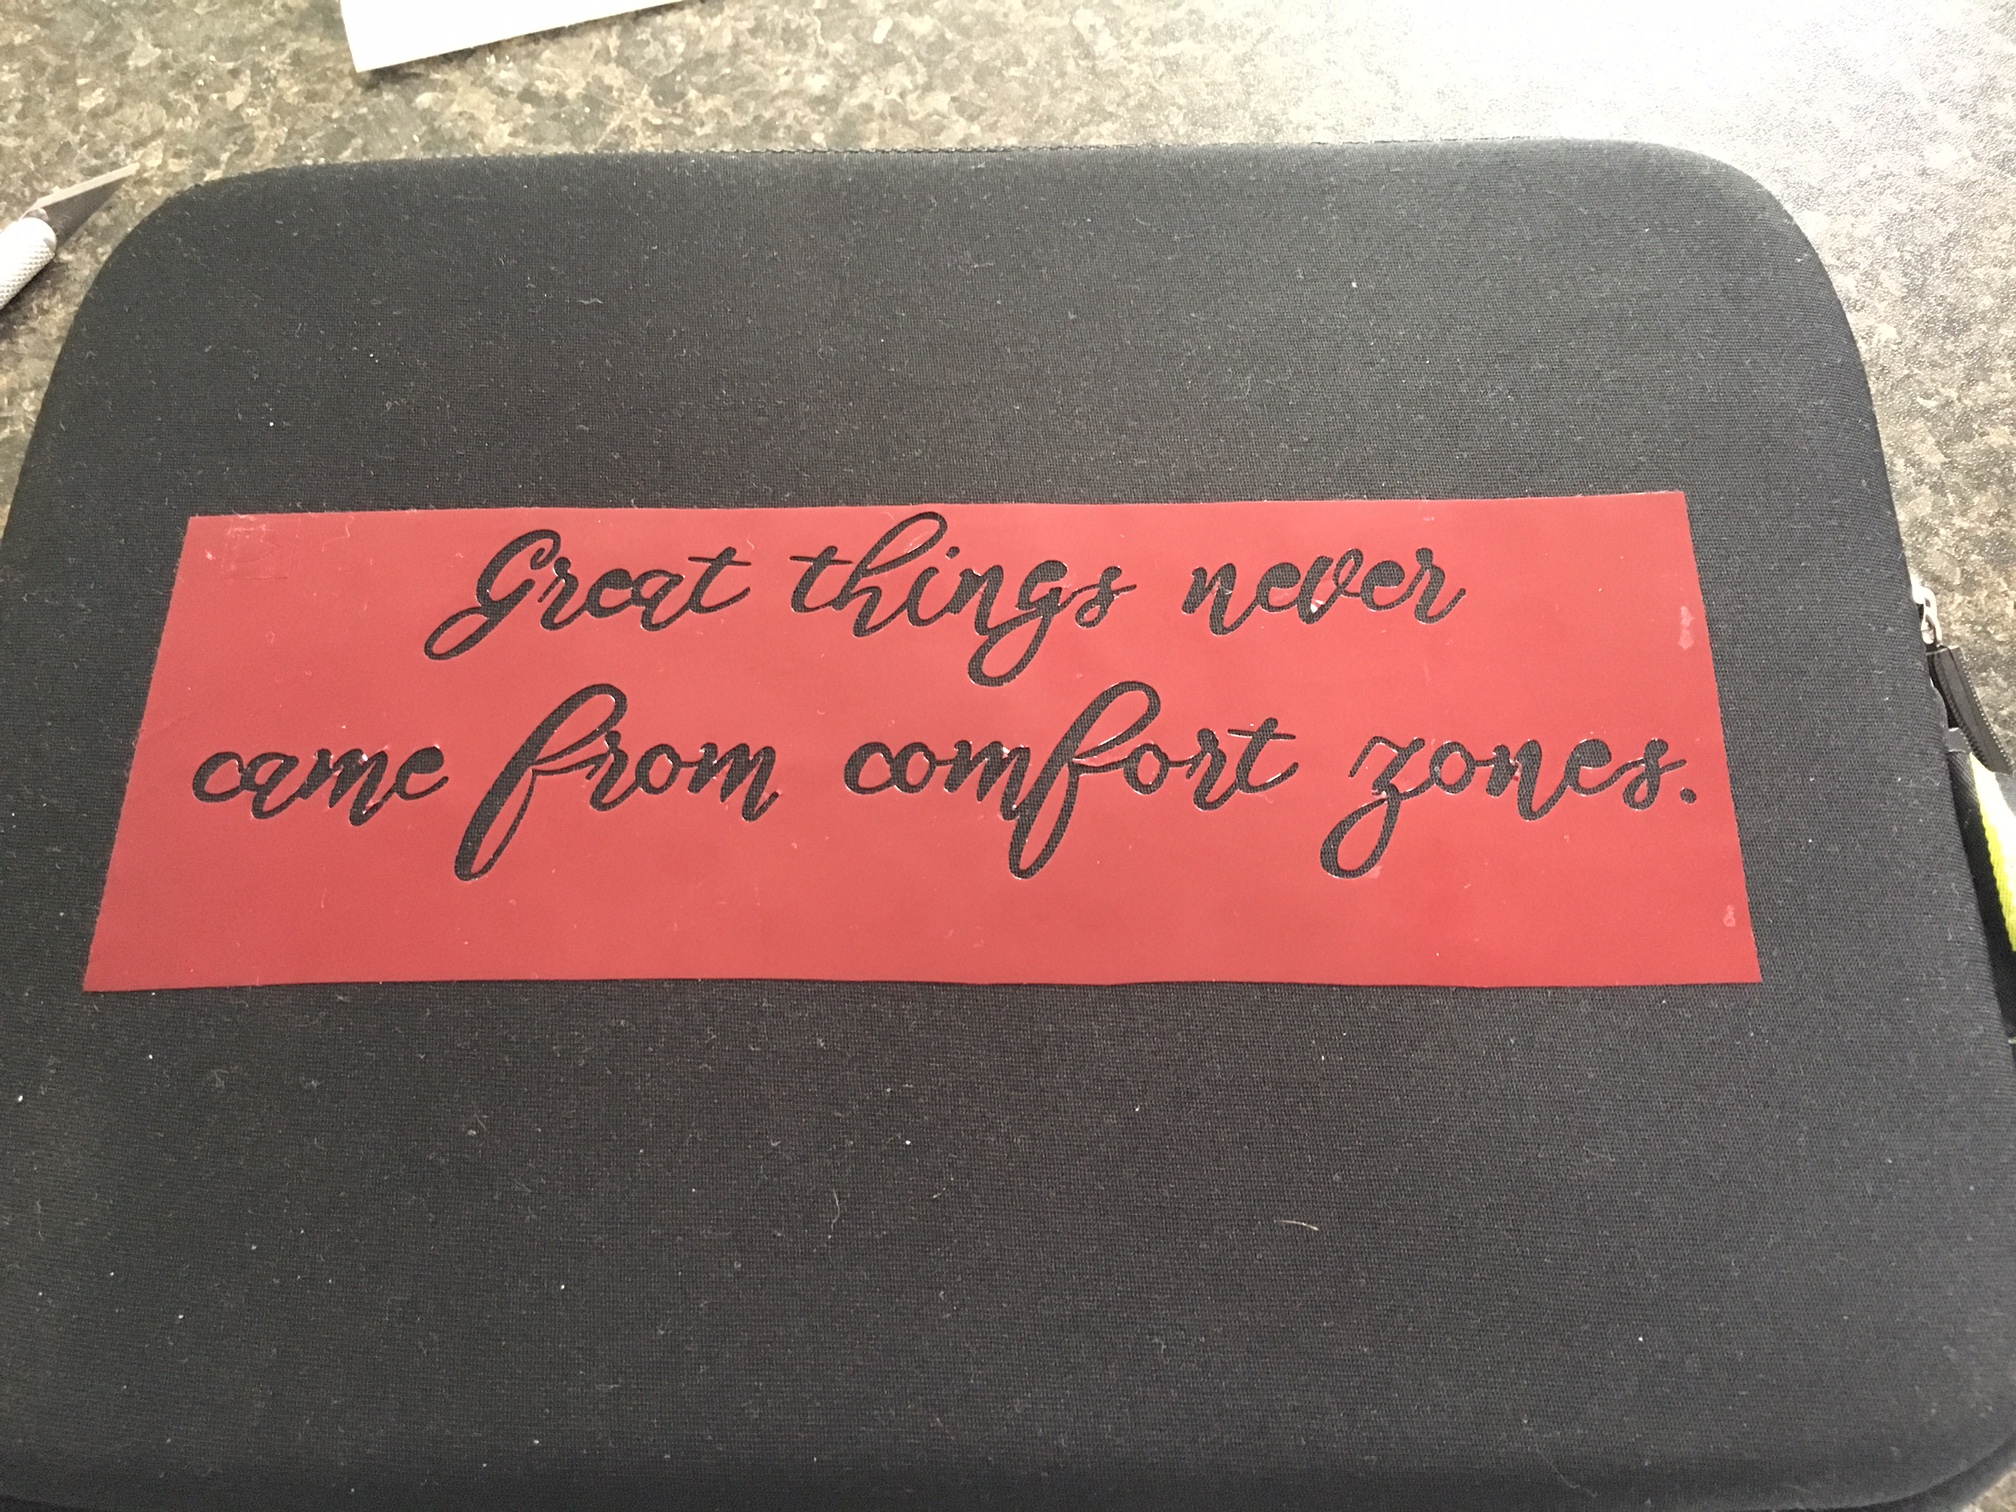 Great things never
came from comfort zones.